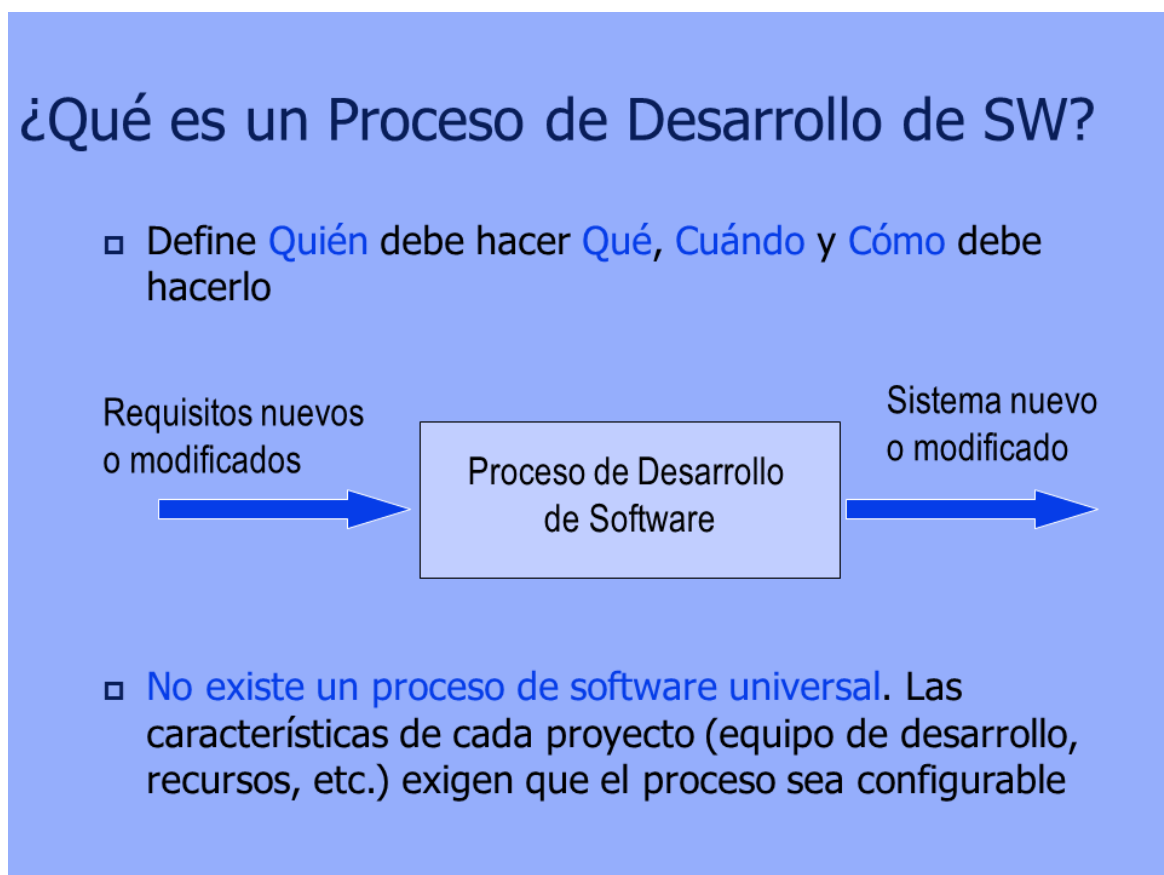 ¿Qué es un Proceso de Desarrollo de SW?
Define Quién debe hacer Qué, Cuándo y Cómo debe
hacerlo
Requisitos nuevos
o modificados
Proceso de Desarrollo
de Software
Sistema nuevo
o modificado
No existe un proceso de software universal. Las
características de cada proyecto (equipo de desarrollo,
recursos, etc.) exigen que el proceso sea configurable